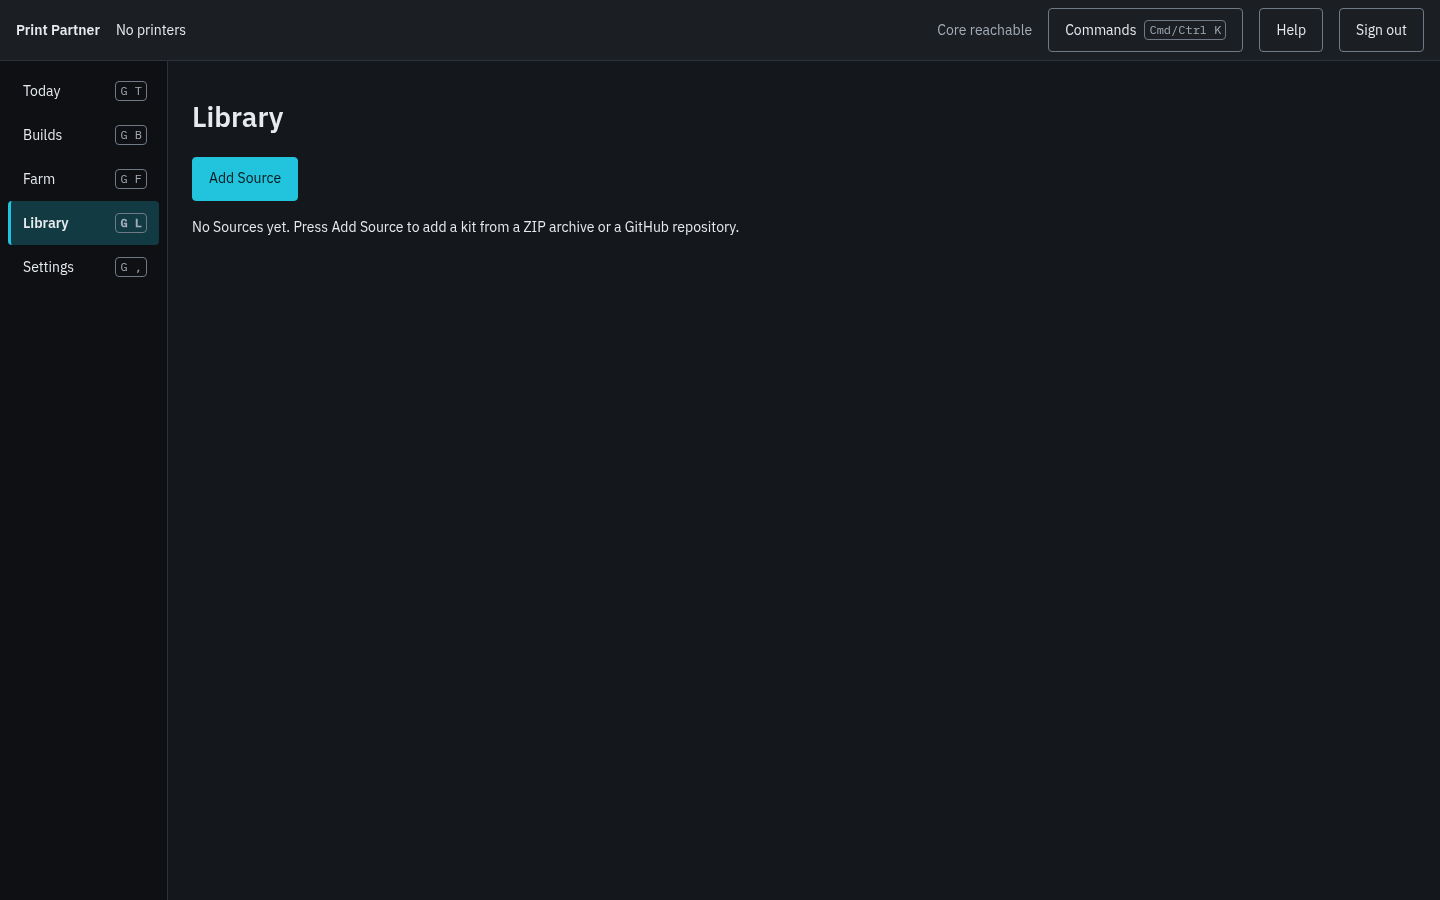 Print Partner No printers Core reachable Commands Cmd/Ctrl K Help Sign out
Today G T
Builds G B
Farm G F
Library G L
Settings G ,
Library
Add Source
No Sources yet. Press Add Source to add a kit from a ZIP archive or a GitHub repository.